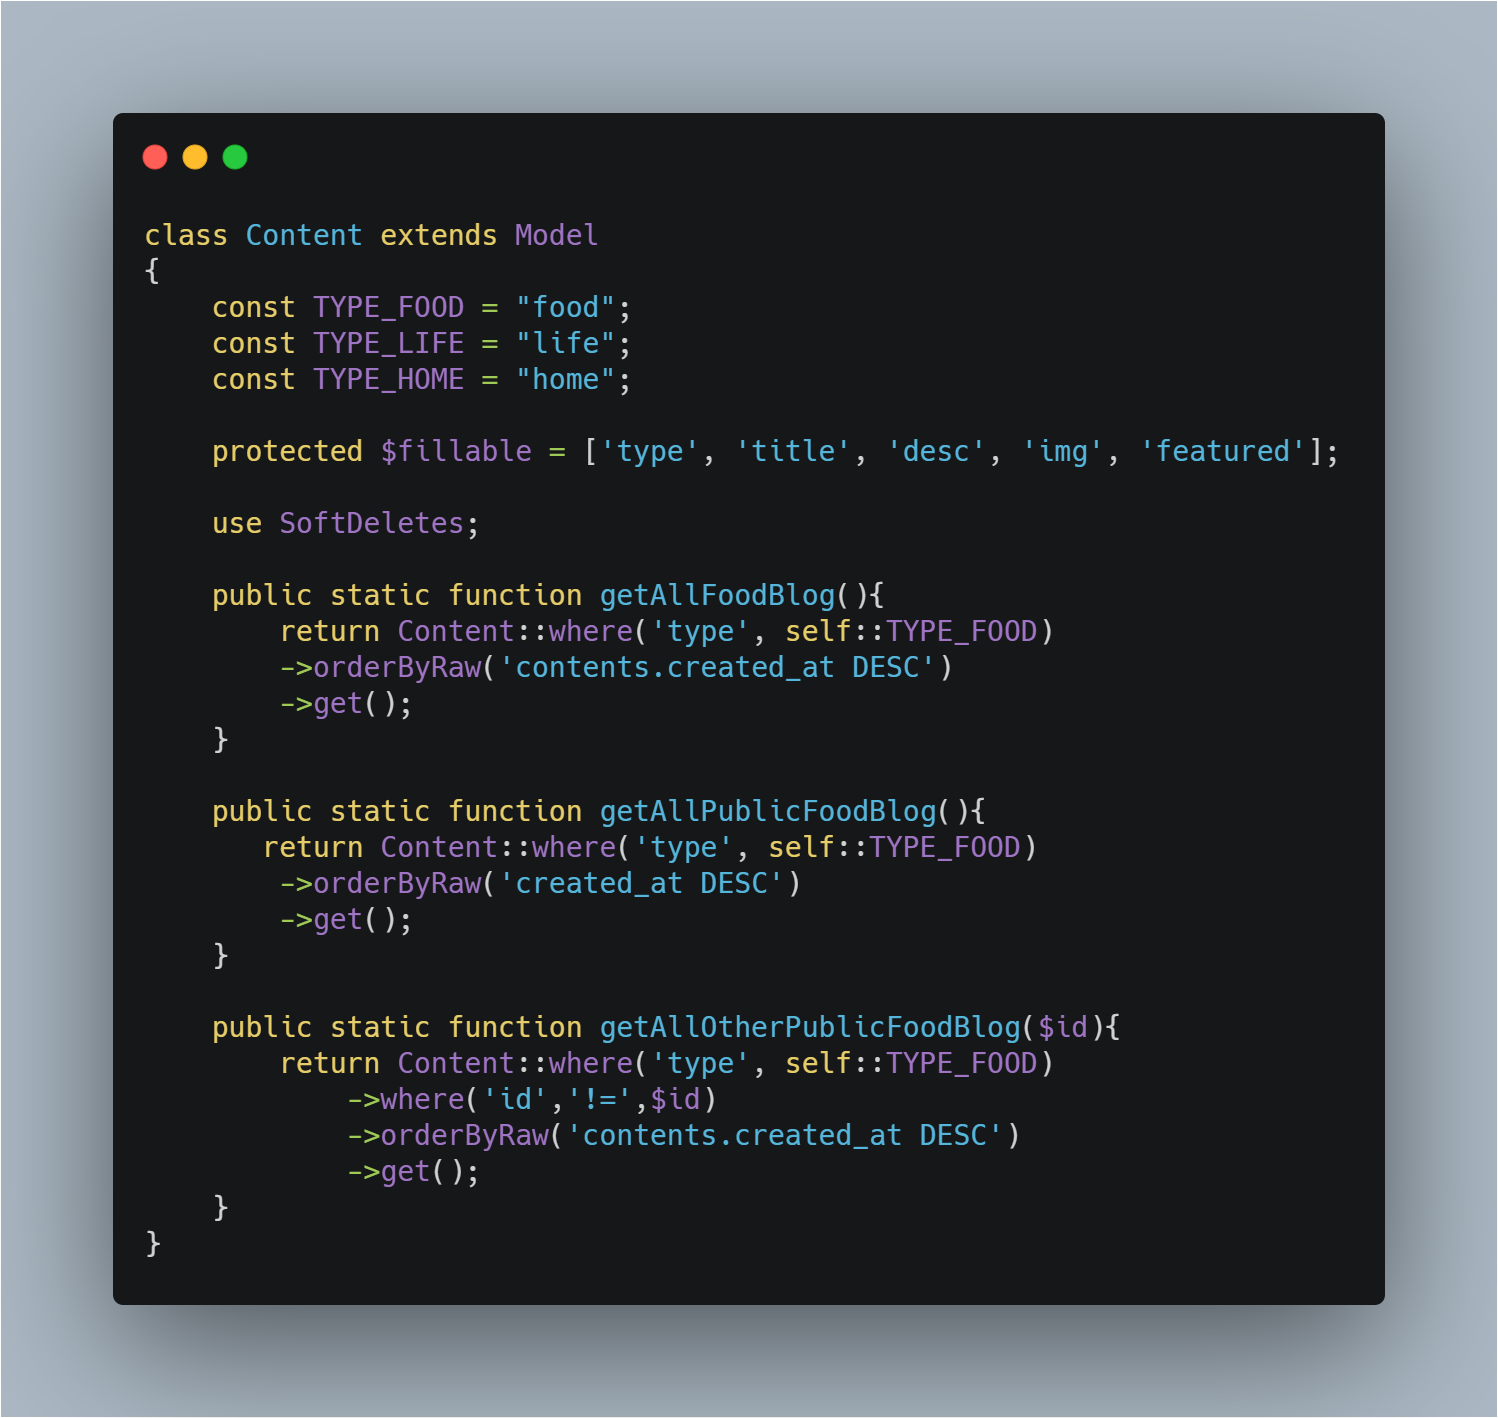 class Content extends Model
{
    const TYPE_FOOD = "food";
    const TYPE_LIFE = "life";
    const TYPE_HOME = "home";

    protected $fillable = ['type', 'title', 'desc', 'img', 'featured'];

    use SoftDeletes;

    public static function getAllFoodBlog(){
        return Content::where('type', self::TYPE_FOOD)
        ->orderByRaw('contents.created_at DESC')
        ->get();
    }

    public static function getAllPublicFoodBlog(){
       return Content::where('type', self::TYPE_FOOD)
        ->orderByRaw('created_at DESC')
        ->get();
    }

    public static function getAllOtherPublicFoodBlog($id){
        return Content::where('type', self::TYPE_FOOD)
            ->where('id','!=',$id)
            ->orderByRaw('contents.created_at DESC')
            ->get();
    }
}